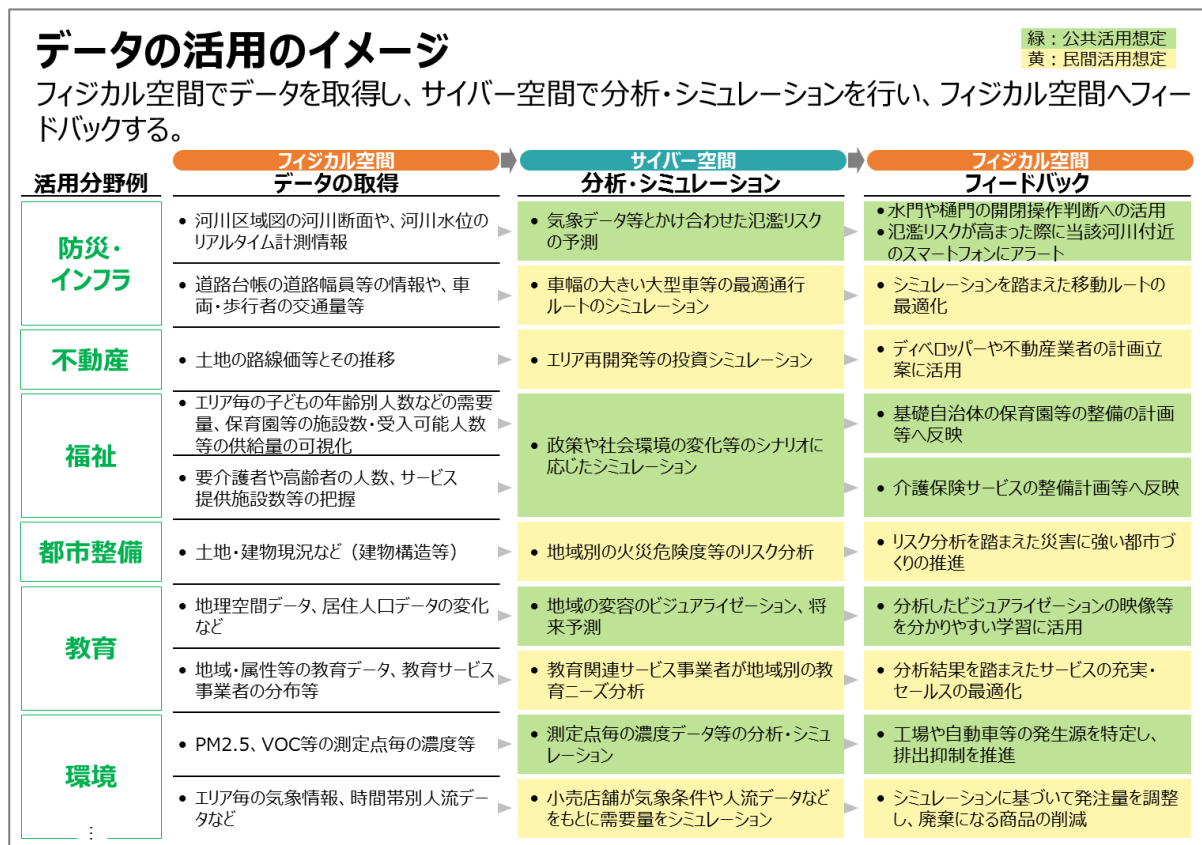 データの活用のイメージ
緑：公共活用想定
黄：民間活用想定
フィジカル空間でデータを取得し、サイバー空間で分析・シミュレーションを行い、フィジカル空間へフィー
ドバックする。
活用分野例
フィジカル空間
データの取得
サイバー空間
分析・シミュレーション
フィジカル空間
フィードバック
防災・
インフラ
• 河川区域図の河川断面や、河川水位の
リアルタイム計測情報
• 気象データ等とかけ合わせた氾濫リスク
の予測
• 水門や樋門の開閉操作判断への活用
• 氾濫リスクが高まった際に当該河川付近
のスマートフォンにアラート
• 道路台帳の道路幅員等の情報や、車
両・歩行者の交通量等
• 車幅の大きい大型車等の最適通行
ルートのシミュレーション
• シミュレーションを踏まえた移動ルートの
最適化
不動産
• 土地の路線価等とその推移
• エリア再開発等の投資シミュレーション
• ディベロッパーや不動産業者の計画立
案に活用
福祉
• エリア毎の子どもの年齢別人数などの需要
量、保育園等の施設数・受入可能人数
等の供給量の可視化
• 政策や社会環境の変化等のシナリオに
応じたシミュレーション
• 基礎自治体の保育園等の整備の計画
等へ反映
• 要介護者や高齢者の人数、サービス
提供施設数等の把握
• 介護保険サービスの整備計画等へ反映
都市整備
• 土地・建物現況など（建物構造等）
• 地域別の火災危険度等のリスク分析
• リスク分析を踏まえた災害に強い都市づ
くりの推進
教育
• 地理空間データ、居住人口データの変化
など
• 地域の変容のビジュアライゼーション、将
来予測
• 分析したビジュアライゼーションの映像等
を分かりやすい学習に活用
• 地域・属性等の教育データ、教育サービス
事業者の分布等
• 教育関連サービス事業者が地域別の教
育ニーズ分析
• 分析結果を踏まえたサービスの充実・
セールスの最適化
環境
• PM2.5、VOC等の測定点毎の濃度等
• 測定点毎の濃度データ等の分析・シミュ
レーション
• 工場や自動車等の発生源を特定し、
排出抑制を推進
• エリア毎の気象情報、時間帯別人流デー
タなど
• 小売店舗が気象条件や人流データなど
をもとに需要量をシミュレーション
• シミュレーションに基づいて発注量を調整
し、廃棄になる商品の削減
⋮